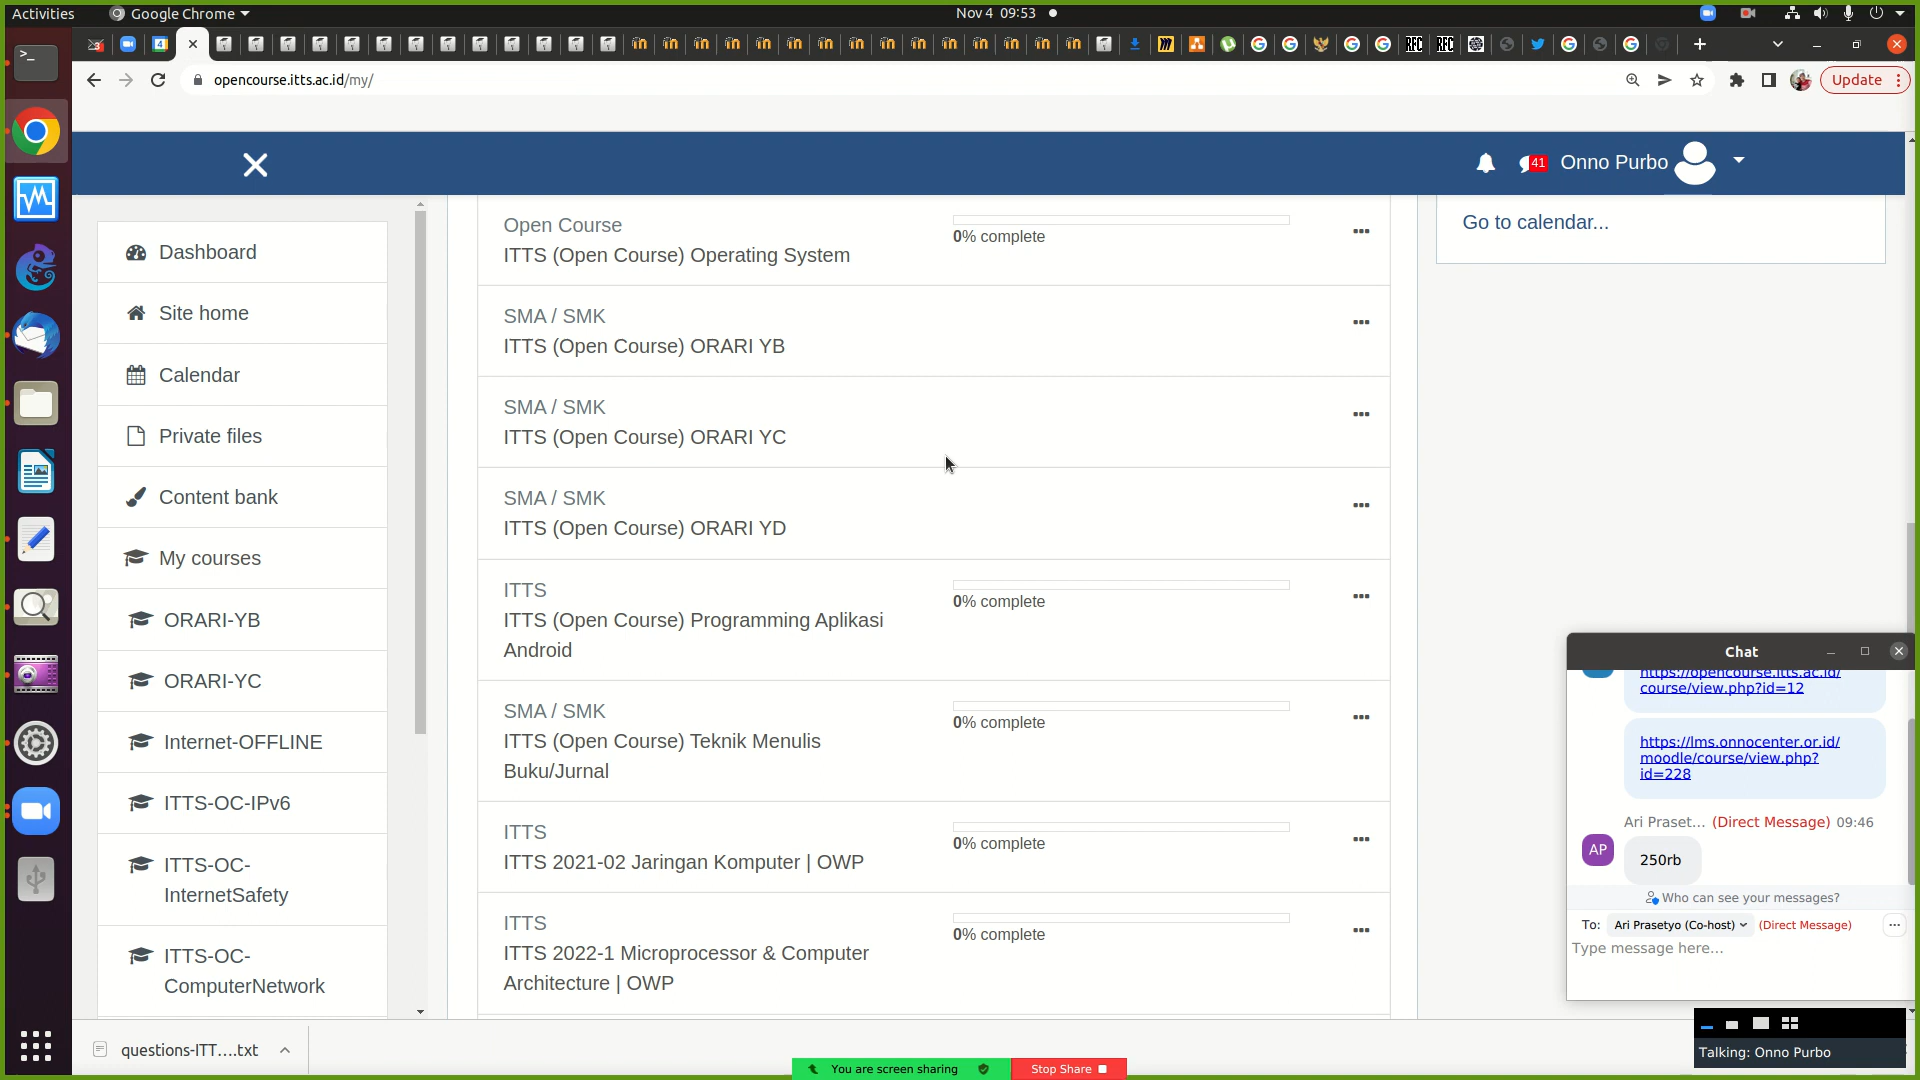 Activities
Google Chrome
Nov 4 09:53
opencourse.itts.ac.id/my/
Update
41
Onno Purbo
Dashboard
Site home
Calendar
Private files
Content bank
My courses
ORARI-YB
ORARI-YC
Internet-OFFLINE
ITTS-OC-IPv6
ITTS-OC-
InternetSafety
ITTS-OC-
ComputerNetwork
Open Course
ITTS (Open Course) Operating System
0% complete
SMA / SMK
ITTS (Open Course) ORARI YB
SMA / SMK
ITTS (Open Course) ORARI YC
SMA / SMK
ITTS (Open Course) ORARI YD
ITTS
ITTS (Open Course) Programming Aplikasi
Android
0% complete
SMA / SMK
ITTS (Open Course) Teknik Menulis
Buku/Jurnal
0% complete
ITTS
ITTS 2021-02 Jaringan Komputer | OWP
0% complete
ITTS
ITTS 2022-1 Microprocessor & Computer
Architecture | OWP
0% complete
Go to calendar...
Chat
https://opencourse.itts.ac.id/
course/view.php?id=12
https://lms.onnocenter.or.id/
moodle/course/view.php?
id=228
Ari Praset... (Direct Message) 09:46
AP
250rb
Who can see your messages?
To: Ari Prasetyo (Co-host) (Direct Message)
Type message here...
Talking: Onno Purbo
questions-ITT....txt
You are screen sharing
Stop Share